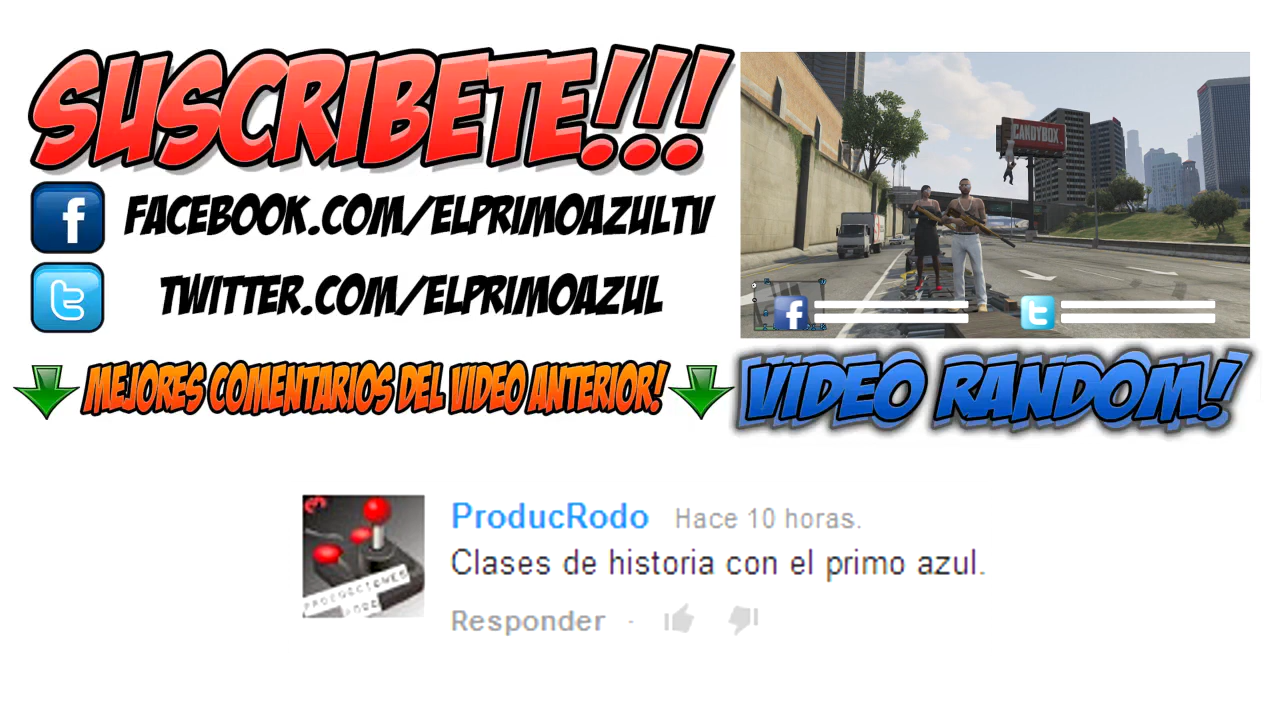 SUSCRIBETE!!!
FACEBOOK.COM/ELPRIMOAZULTV
TWITTER.COM/ELPRIMOAZUL
MEJORES COMENTARIOS DEL VIDEO ANTERIOR!
CANDYBOX
VIDEO RANDOM!
ProducRodo Hace 10 horas.
Clases de historia con el primo azul.
Responder ·